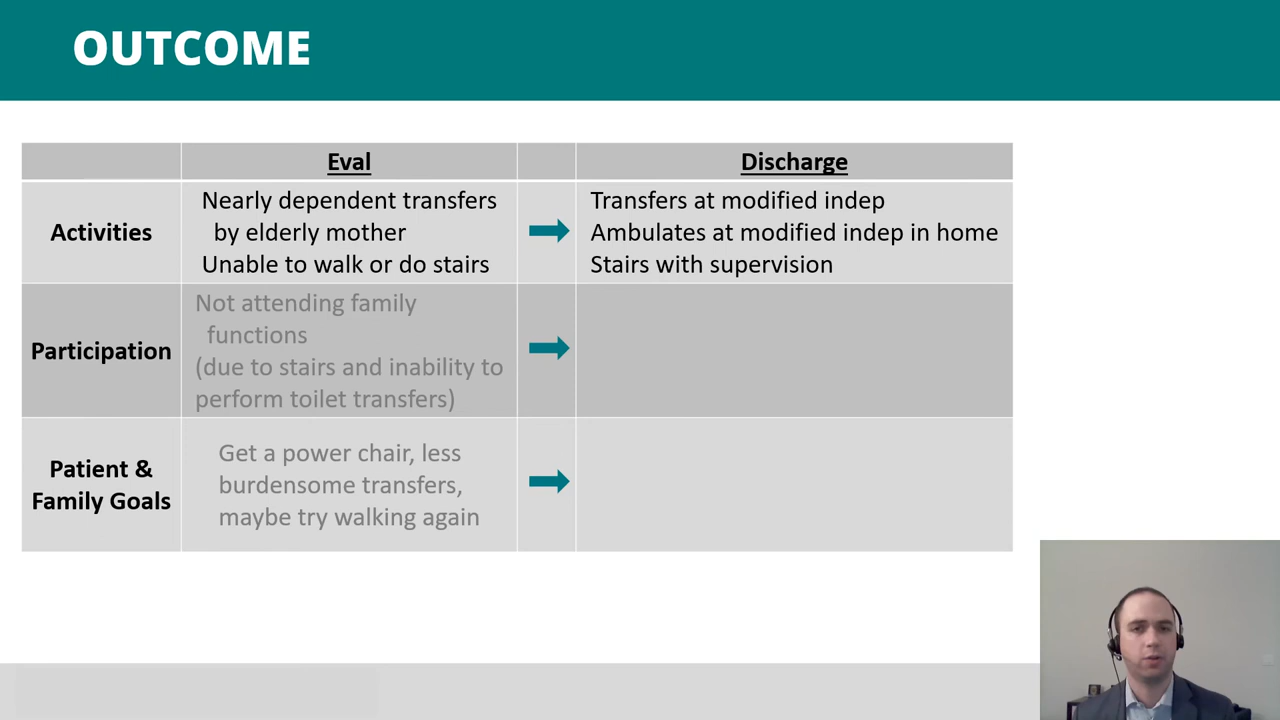 OUTCOME
Eval
Discharge
Activities
Nearly dependent transfers
by elderly mother
Unable to walk or do stairs
Transfers at modified indep
Ambulates at modified indep in home
Stairs with supervision
Participation
Not attending family
functions
(due to stairs and inability to
perform toilet transfers)
Patient &
Family Goals
Get a power chair, less
burdensome transfers,
maybe try walking again